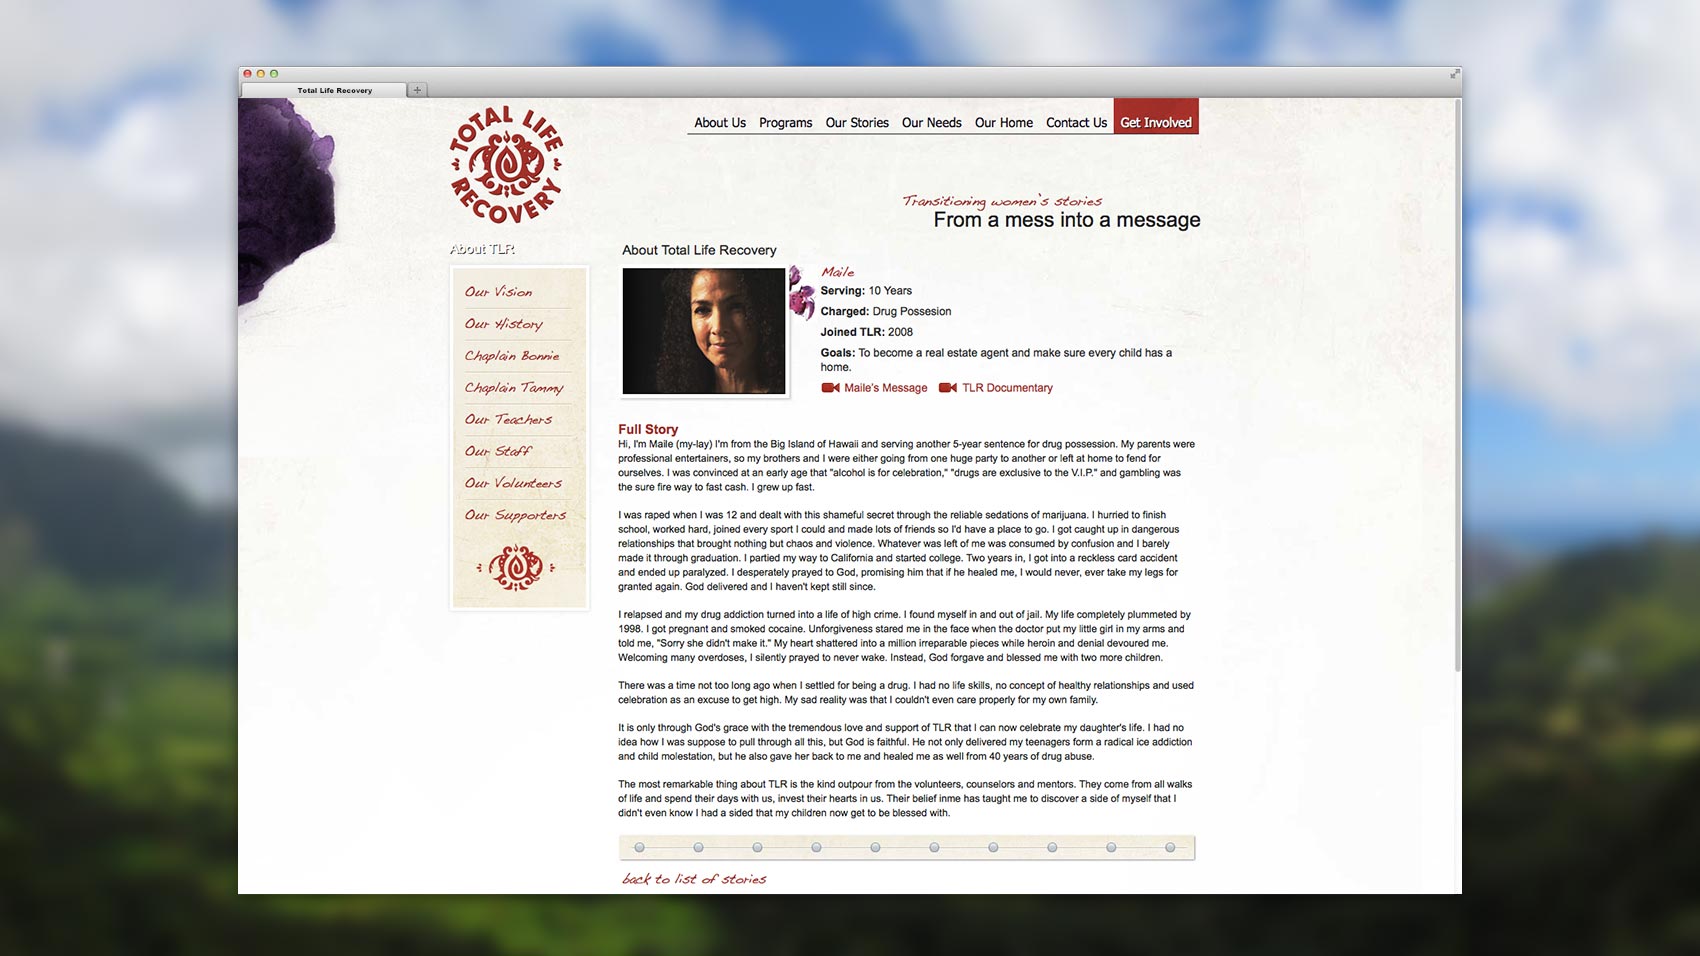 Total Life Recovery
TOTAL LIFE
RECOVERY
About Us Programs Our Stories Our Needs Our Home Contact Us Get Involved
Transitioning women's stories
From a mess into a message
About TLR
Our Vision
Our History
Chaplain Bonnie
Chaplain Tammy
Our Teachers
Our Staff
Our Volunteers
Our Supporters
About Total Life Recovery
Maile
Serving: 10 Years
Charged: Drug Possesion
Joined TLR: 2008
Goals: To become a real estate agent and make sure every child has a
home.
Maile's Message TLR Documentary
Full Story
Hi, I'm Maile (my-lay) I'm from the Big Island of Hawaii and serving another 5-year sentence for drug possession. My parents were
professional entertainers, so my brothers and I were either going from one huge party to another or left at home to fend for
ourselves. I was convinced at an early age that "alcohol is for celebration," "drugs are exclusive to the V.I.P." and gambling was
the sure fire way to fast cash. I grew up fast.
I was raped when I was 12 and dealt with this shameful secret through the reliable sedations of marijuana. I hurried to finish
school, worked hard, joined every sport I could and made lots of friends so I'd have a place to go. I got caught up in dangerous
relationships that brought nothing but chaos and violence. Whatever was left of me was consumed by confusion and I barely
made it through graduation. I partied my way to California and started college. Two years in, I got into a reckless card accident
and ended up paralyzed. I desperately prayed to God, promising him that if he healed me, I would never, ever take my legs for
granted again. God delivered and I haven't kept still since.
I relapsed and my drug addiction turned into a life of high crime. I found myself in and out of jail. My life completely plummeted by
1998. I got pregnant and smoked cocaine. Unforgiveness stared me in the face when the doctor put my little girl in my arms and
told me, "Sorry she didn't make it." My heart shattered into a million irreparable pieces while heroin and denial devoured me.
Welcoming many overdoses, I silently prayed to never wake. Instead, God forgave and blessed me with two more children.
There was a time not too long ago when I settled for being a drug. I had no life skills, no concept of healthy relationships and used
celebration as an excuse to get high. My sad reality was that I couldn't even care properly for my own family.
It is only through God's grace with the tremendous love and support of TLR that I can now celebrate my daughter's life. I had no
idea how I was suppose to pull through all this, but God is faithful. He not only delivered my teenagers form a radical ice addiction
and child molestation, but he also gave her back to me and healed me as well from 40 years of drug abuse.
The most remarkable thing about TLR is the kind outpour from the volunteers, counselors and mentors. They come from all walks
of life and spend their days with us, invest their hearts in us. Their belief inme has taught me to discover a side of myself that I
didn't even know I had a sided that my children now get to be blessed with.
back to list of stories